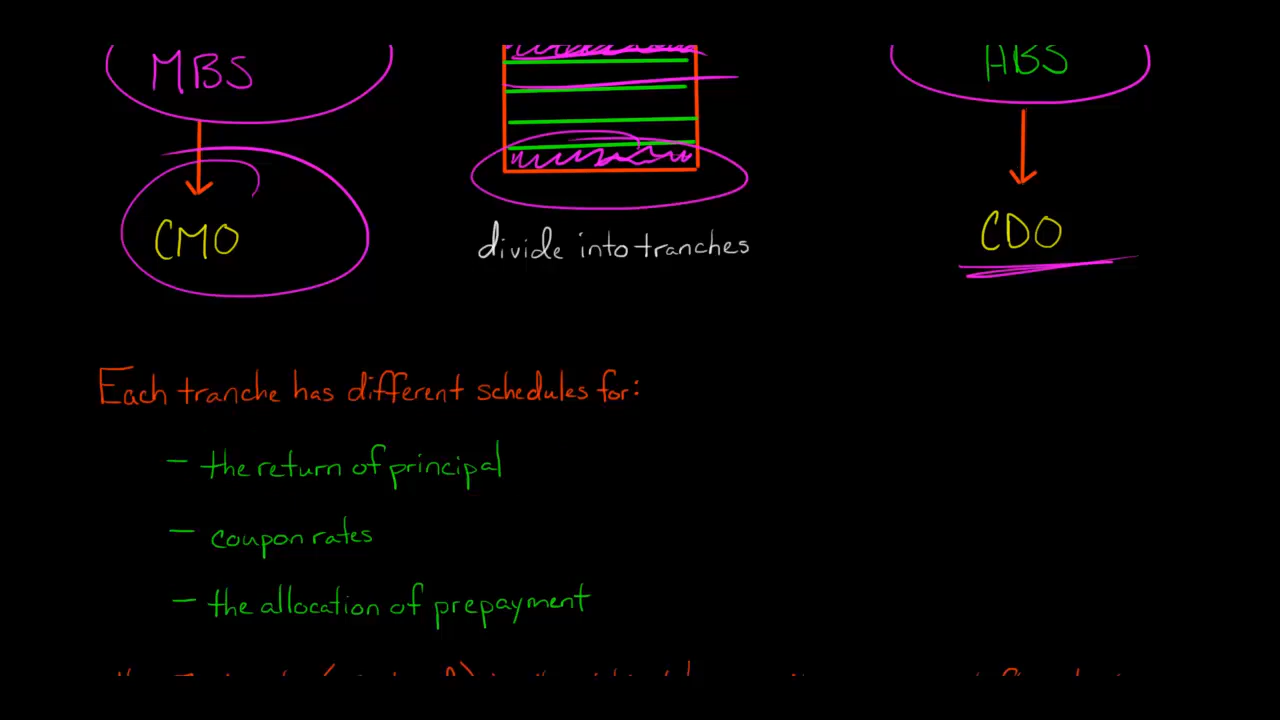 MBS
ABS
CMO
divide into tranches
CDO
Each tranche has different schedules for:
- the return of principal
- coupon rates
- the allocation of prepayment